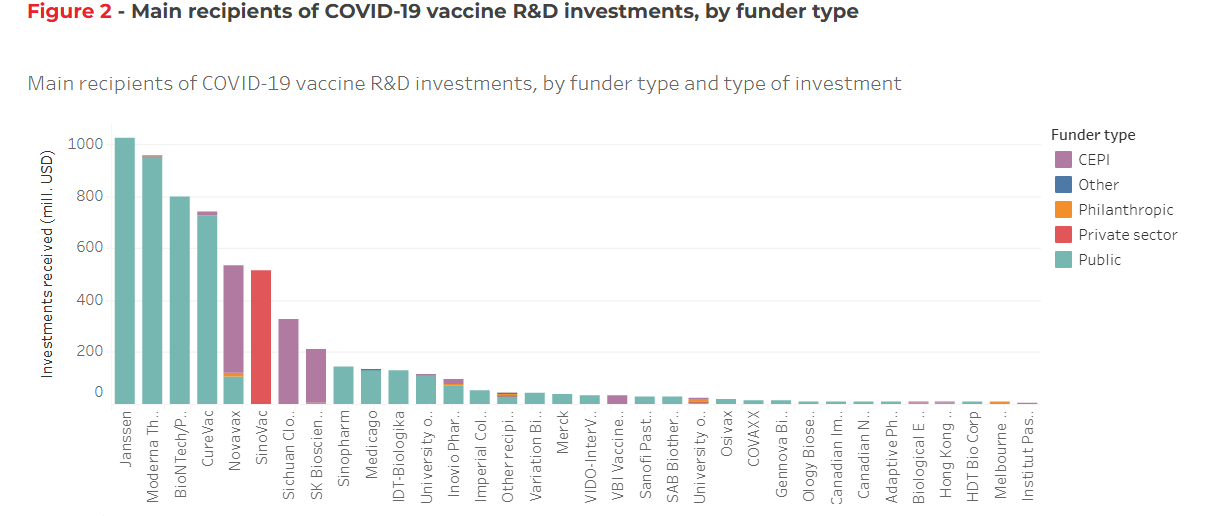 Figure 2 - Main recipients of COVID-19 vaccine R&D investments, by funder type
Main recipients of COVID-19 vaccine R&D investments, by funder type and type of investment
Investments received (mill. USD)
1000
800
600
400
200
0
Funder type
CEPI
Other
Philanthropic
Private sector
Public
Janssen
Moderna Th..
BioNTech/P..
CureVac
Novavax
SinoVac
Sichuan Clo..
SK Bioscien..
Sinopharm
Medicago
IDT-Biologika
University o..
Inovio Phar..
Imperial Col..
Other recipi..
Variation Bi..
Merck
VIDO-InterV..
VBI Vaccine..
Sanofi Past..
SAB Biother..
University o..
Osivax
COVAXX
Gennova Bi..
Ology Biose..
Canadian Im..
Canadian N..
Adaptive Ph..
Biological E..
Hong Kong ..
HDT Bio Corp
Melbourne ..
Institut Pas..